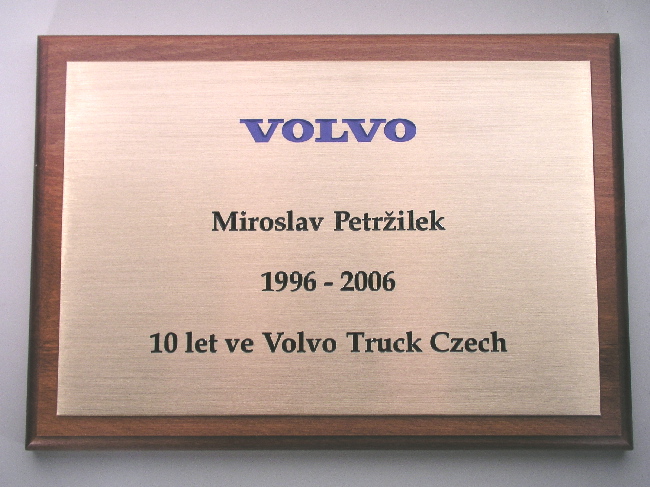 VOLVO
Miroslav Petržilek
1996 - 2006
10 let ve Volvo Truck Czech